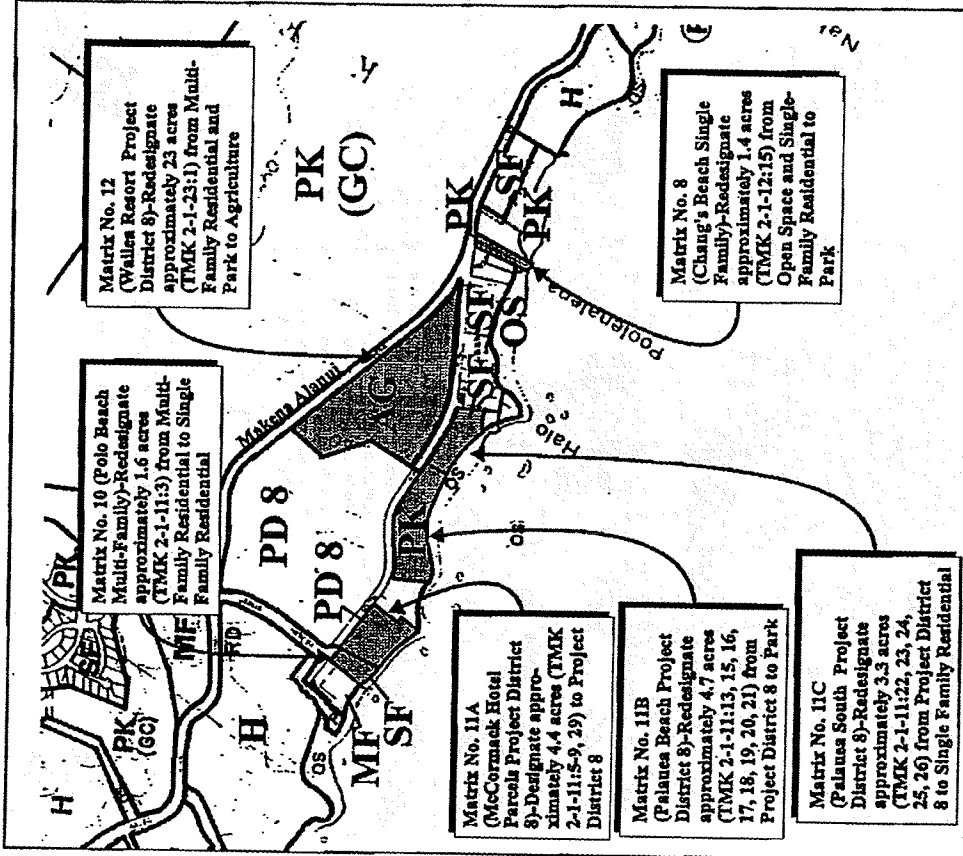 Matrix No. 12
(Wailea Resort Project
District 8)-Redesignate
approximately 23 acres
(TMK 2-1-23:1) from Multi-
Family Residential and
Park to Agriculture
Matrix No. 10 (Polo Beach
Multi-Family)-Redesignate
approximately 1.6 acres
(TMK 2-1-11:3) from Multi-
Family Residential to Single
Family Residential
Matrix No. 8
(Chang's Beach Single
Family)-Redesignate
approximately 1.4 acres
(TMK 2-1-12:15) from
Open Space and Single-
Family Residential to
Park
Matrix No. 11A
(McCormack Hotel
Parcels Project District
8)-Designate appro-
ximately 4.4 acres (TMK
2-1-11:5-9, 29) to Project
District 8
Matrix No. 11B
(Palauea Beach Project
District 8)-Redesignate
approximately 4.7 acres
(TMK 2-1-11:13, 15, 16,
17, 18, 19, 20, 21) from
Project District 8 to Park
Matrix No. 11C
(Palauea South Project
District 8)-Redesignate
approximately 3.3 acres
(TMK 2-1-11:22, 23, 24,
25, 26) from Project District
8 to Single Family Residential
H
PK
(GC)
PK
SF
MF
H
OS
MF
SF
PD 8
PD 8
Makena Alanui
AG
PK
OS
OS
Halo
SF
SF
OS
Poolenalena
PK
(GC)
PK
SF
PK
H
OS